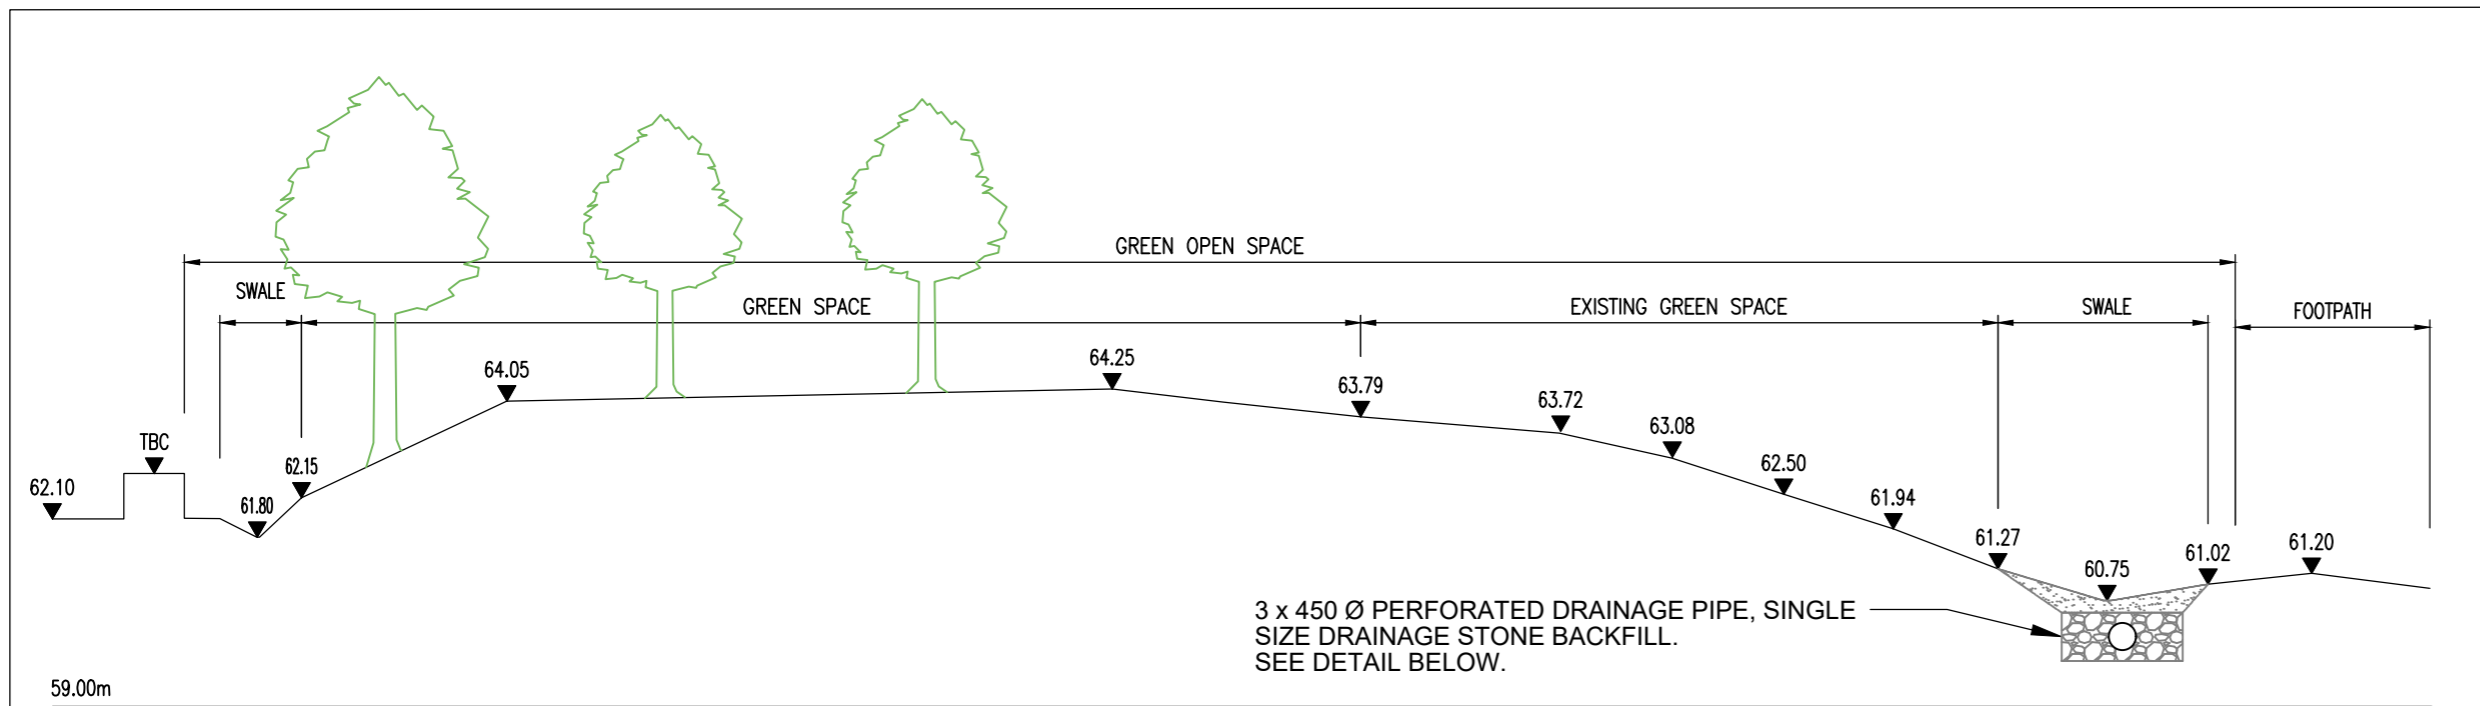 GREEN OPEN SPACE
SWALE
GREEN SPACE
EXISTING GREEN SPACE
SWALE
FOOTPATH
64.05
64.25
63.79
63.72
63.08
62.50
61.94
61.27
60.75
61.02
61.20
TBC
62.15
62.10
61.80
3 x 450 Ø PERFORATED DRAINAGE PIPE, SINGLE
SIZE DRAINAGE STONE BACKFILL.
SEE DETAIL BELOW.
59.00m